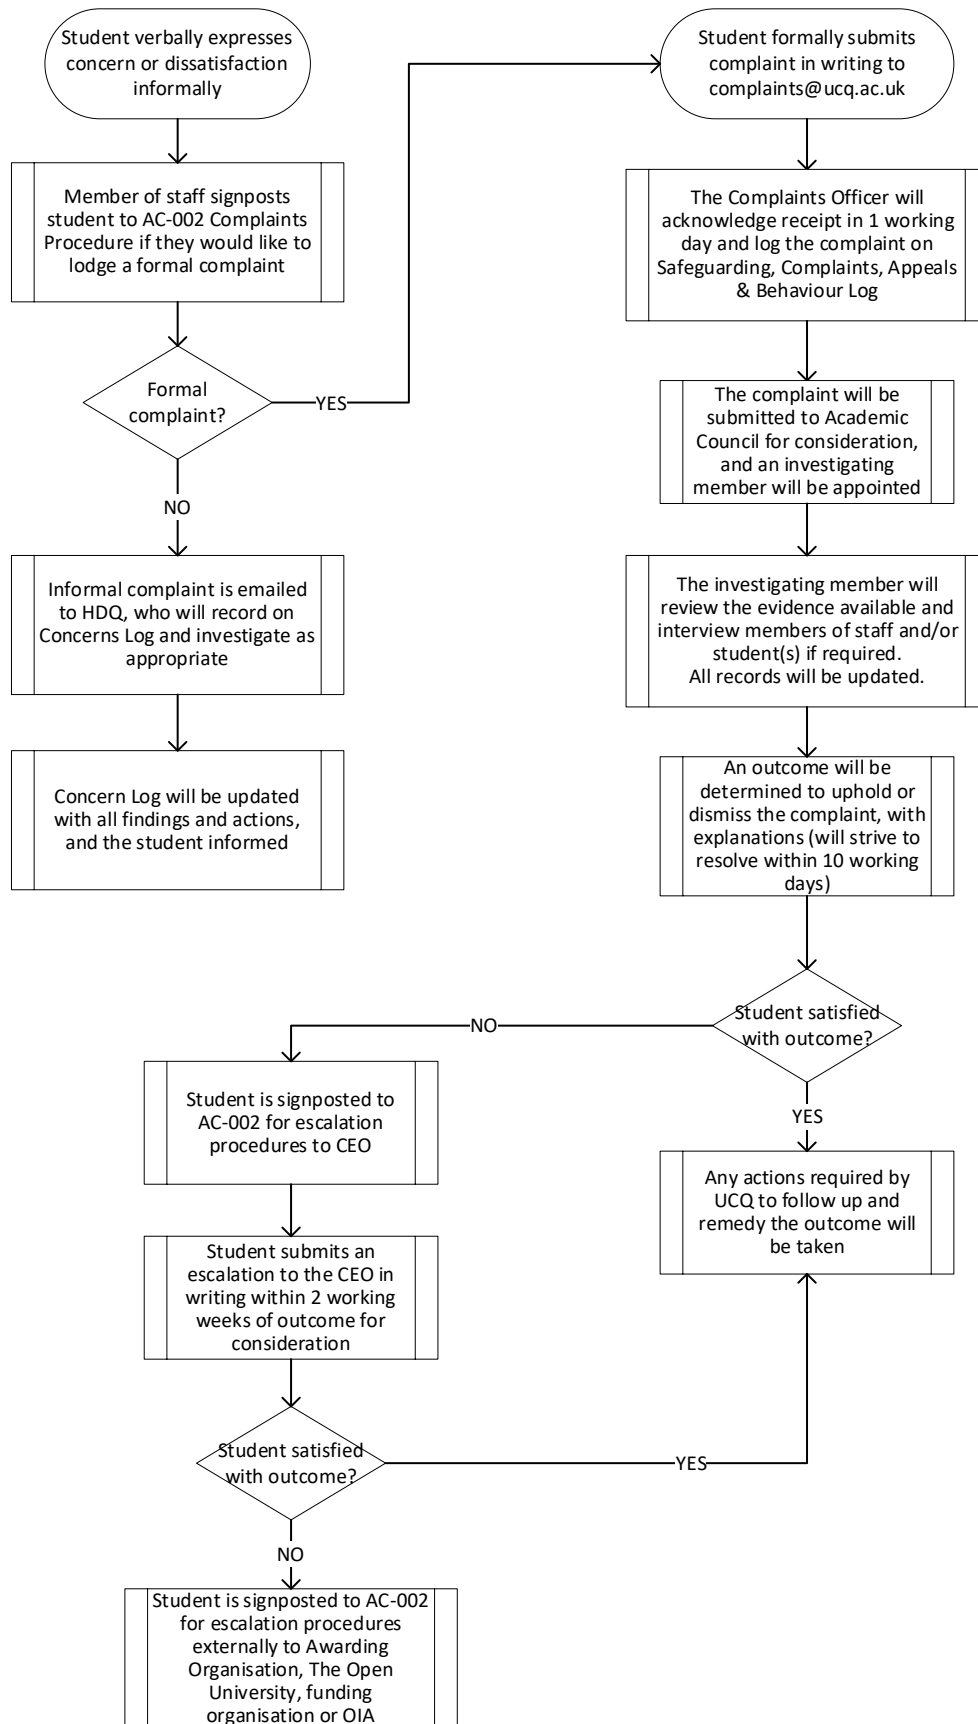 Student verbally expresses
concern or dissatisfaction
informally
Member of staff signposts
student to AC-002 Complaints
Procedure if they would like to
lodge a formal complaint
Formal
complaint?
YES
NO
Informal complaint is emailed
to HDQ, who will record on
Concerns Log and investigate as
appropriate
Concern Log will be updated
with all findings and actions,
and the student informed
Student formally submits
complaint in writing to
complaints@ucq.ac.uk
The Complaints Officer will
acknowledge receipt in 1 working
day and log the complaint on
Safeguarding, Complaints, Appeals
& Behaviour Log
The complaint will be
submitted to Academic
Council for consideration,
and an investigating
member will be appointed
The investigating member will
review the evidence available and
interview members of staff and/or
student(s) if required.
All records will be updated.
An outcome will be
determined to uphold or
dismiss the complaint, with
explanations (will strive to
resolve within 10 working
days)
Student satisfied
with outcome?
NO
YES
Student is signposted to
AC-002 for escalation
procedures to CEO
Any actions required by
UCQ to follow up and
remedy the outcome will
be taken
Student submits an
escalation to the CEO in
writing within 2 working
weeks of outcome for
consideration
Student satisfied
with outcome?
YES
NO
Student is signposted to AC-002
for escalation procedures
externally to Awarding
Organisation, The Open
University, funding
organisation or OIA